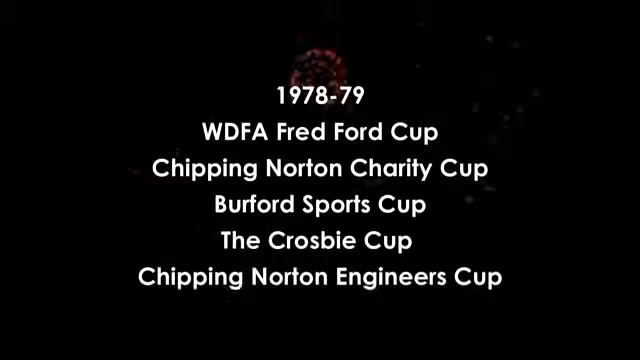 1978-79
WDFA Fred Ford Cup
Chipping Norton Charity Cup
Burford Sports Cup
The Crosbie Cup
Chipping Norton Engineers Cup